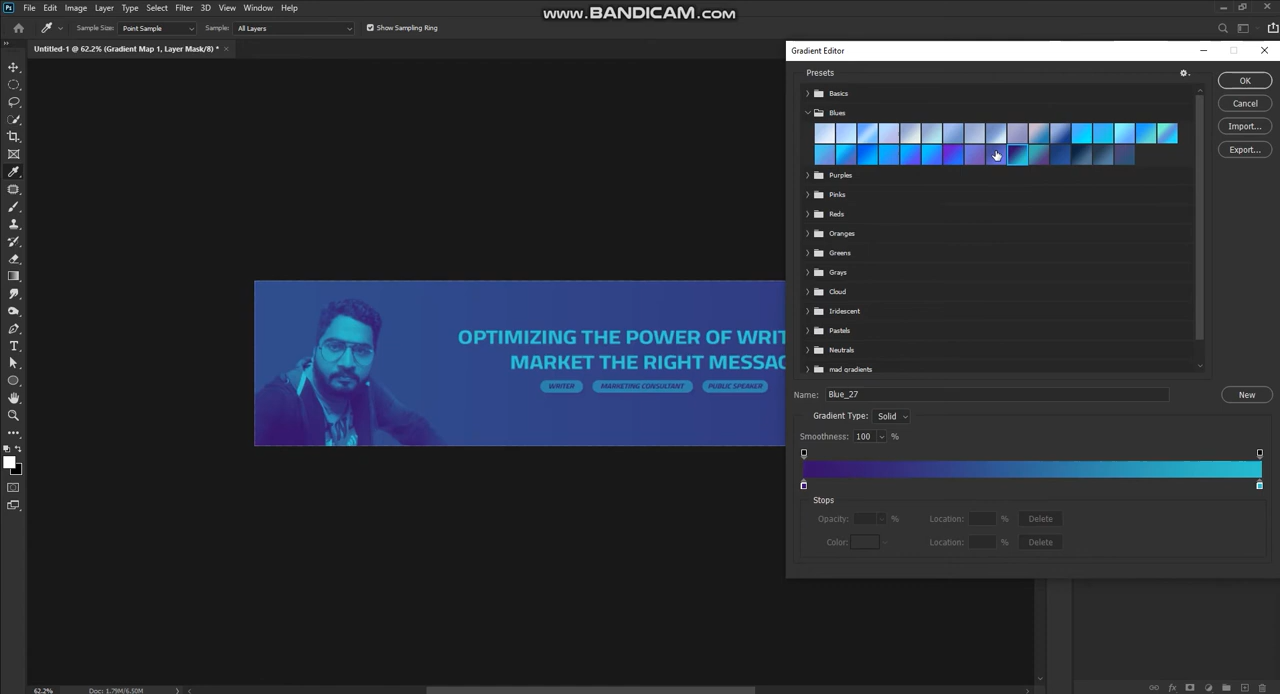 www.BANDICAM.com
Ps File Edit Image Layer Type Select Filter 3D View Window Help
Sample Size: Point Sample Sample: All Layers Show Sampling Ring
Untitled-1 @ 62.2% (Gradient Map 1, Layer Mask/8) * ×
Gradient Editor
Presets
Basics
Blues
Purples
Pinks
Reds
Oranges
Greens
Grays
Cloud
Iridescent
Pastels
Neutrals
mad gradients
OK
Cancel
Import...
Export...
Name: Blue_27 New
Gradient Type: Solid
Smoothness: 100 %
Stops
Opacity: % Location: % Delete
Color: Location: % Delete
OPTIMIZING THE POWER OF WRIT
MARKET THE RIGHT MESSA
WRITER MARKETING CONSULTANT PUBLIC SPEAKER
62.2% Doc: 1.79M/6.50M